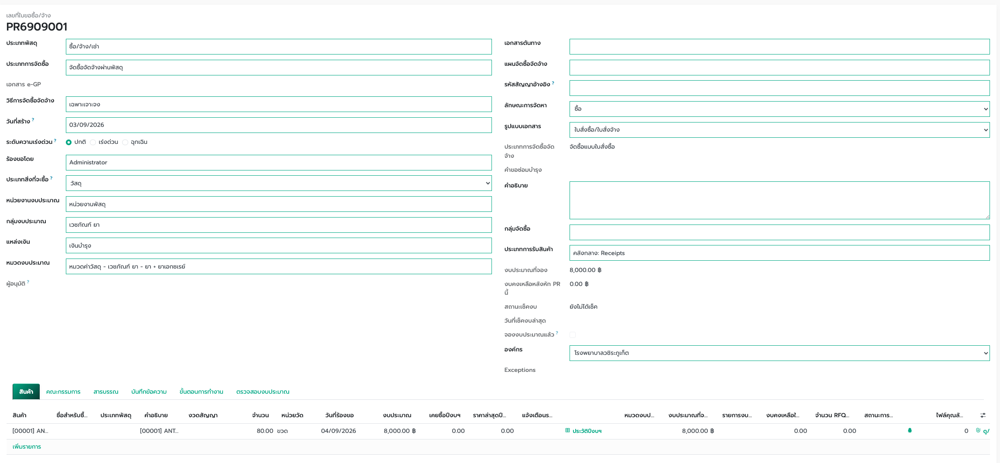 เลขที่ใบขอซื้อ/จ้าง
PR6909001
ประเภทพัสดุ
ซื้อ/จ้าง/เช่า
ประเภทการจัดซื้อ
จัดซื้อจัดจ้างผ่านพัสดุ
เอกสาร e-GP
วิธีการจัดซื้อจัดจ้าง
เฉพาะเจาะจง
วันที่สร้าง ?
03/09/2026
ระดับความเร่งด่วน ?
ปกติ เร่งด่วน ฉุกเฉิน
ร้องขอโดย
Administrator
ประเภทสิ่งที่จะซื้อ ?
วัสดุ
หน่วยงานงบประมาณ
หน่วยงานพัสดุ
กลุ่มงบประมาณ
เวชภัณฑ์ ยา
แหล่งเงิน
เงินบำรุง
หมวดงบประมาณ
หมวดค่าวัสดุ - เวชภัณฑ์ ยา - ยา + ยาเอกซเรย์
ผู้อนุมัติ ?
เอกสารต้นทาง
แผนจัดซื้อจัดจ้าง
รหัสสัญญาอ้างอิง ?
ลักษณะการจัดหา
ซื้อ
รูปแบบเอกสาร
ใบสั่งซื้อ/ใบสั่งจ้าง
ประเภทการจัดซื้อจัด
จ้าง
จัดซื้อแบบใบสั่งซื้อ
คำขอซ่อมบำรุง
คำอธิบาย
กลุ่มจัดซื้อ
ประเภทการรับสินค้า
คลังกลาง: Receipts
งบประมาณที่จอง
8,000.00 ฿
งบคงเหลือหลังหัก PR
นี้
0.00 ฿
สถานะเช็คงบ
ยังไม่ได้เช็ค
วันที่เช็คงบล่าสุด
จองงบประมาณแล้ว ?
องค์กร
โรงพยาบาลวชิระภูเก็ต
Exceptions
สินค้า คณะกรรมการ สารบรรณ บันทึกข้อความ ขั้นตอนการทำงาน ตรวจสอบงบประมาณ
สินค้า ชื่อสำหรับซื้... ประเภทพัสดุ คำอธิบาย งวดสัญญา จำนวน หน่วยวัด วันที่ร้องขอ งบประมาณ เคยซื้อปีงบฯ ราคาล่าสุดปี... แจ้งเตือนร... หมวดงบป... งบประมาณที่จ... รายการงบ... งบคงเหลือใ... จำนวน RFQ... สถานะการ... ไฟล์คุณลั...
[00001] AN... [00001] ANT... 80.00 ขวด 04/09/2026 8,000.00 ฿ 0.00 0.00 ประวัติปีงบฯ 8,000.00 ฿ 0.00 0.00 0 ดู/
เพิ่มรายการ